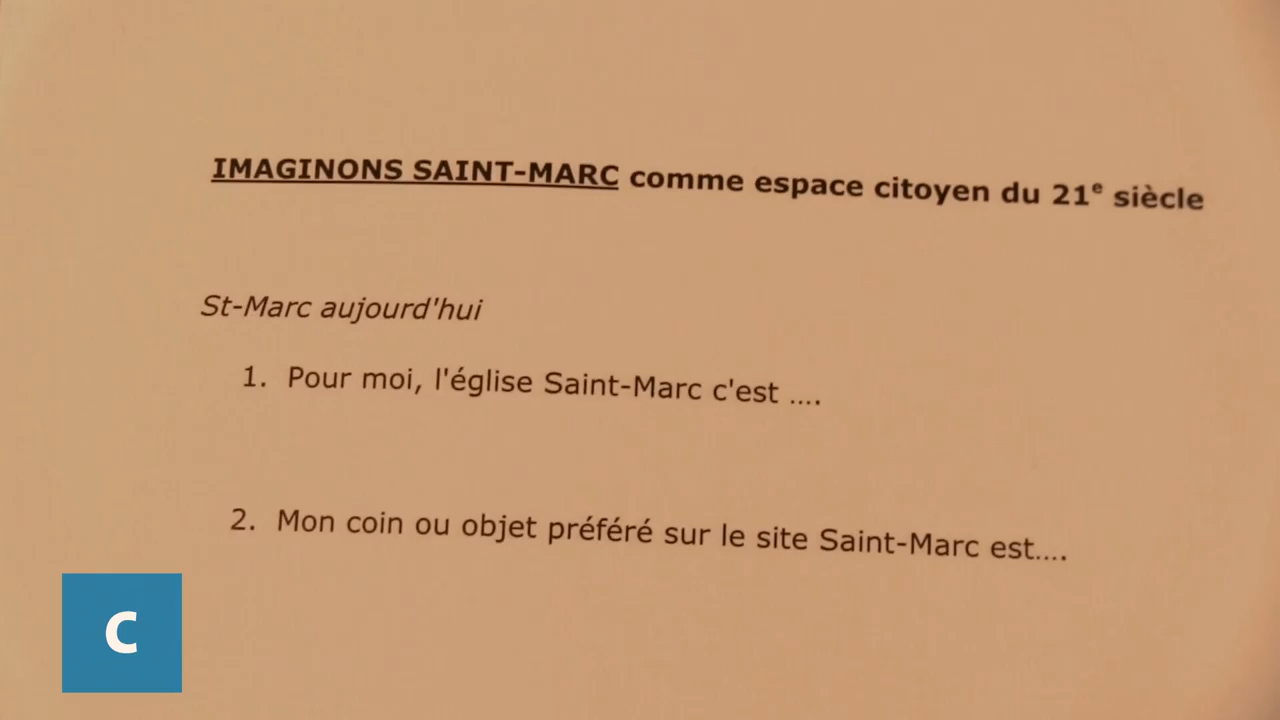 IMAGINONS SAINT-MARC comme espace citoyen du 21e siècle
St-Marc aujourd'hui
1. Pour moi, l'église Saint-Marc c'est ....
2. Mon coin ou objet préféré sur le site Saint-Marc est....
C